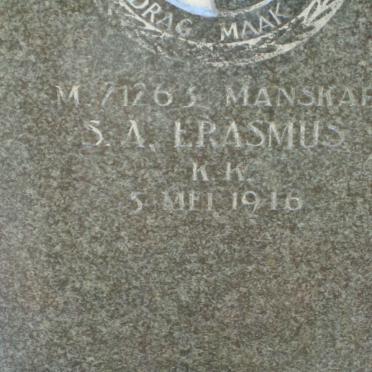 DRAG MAAK
M.71263 MANSKAP
S. A. ERASMUS
K.K.
5 MEI 1946